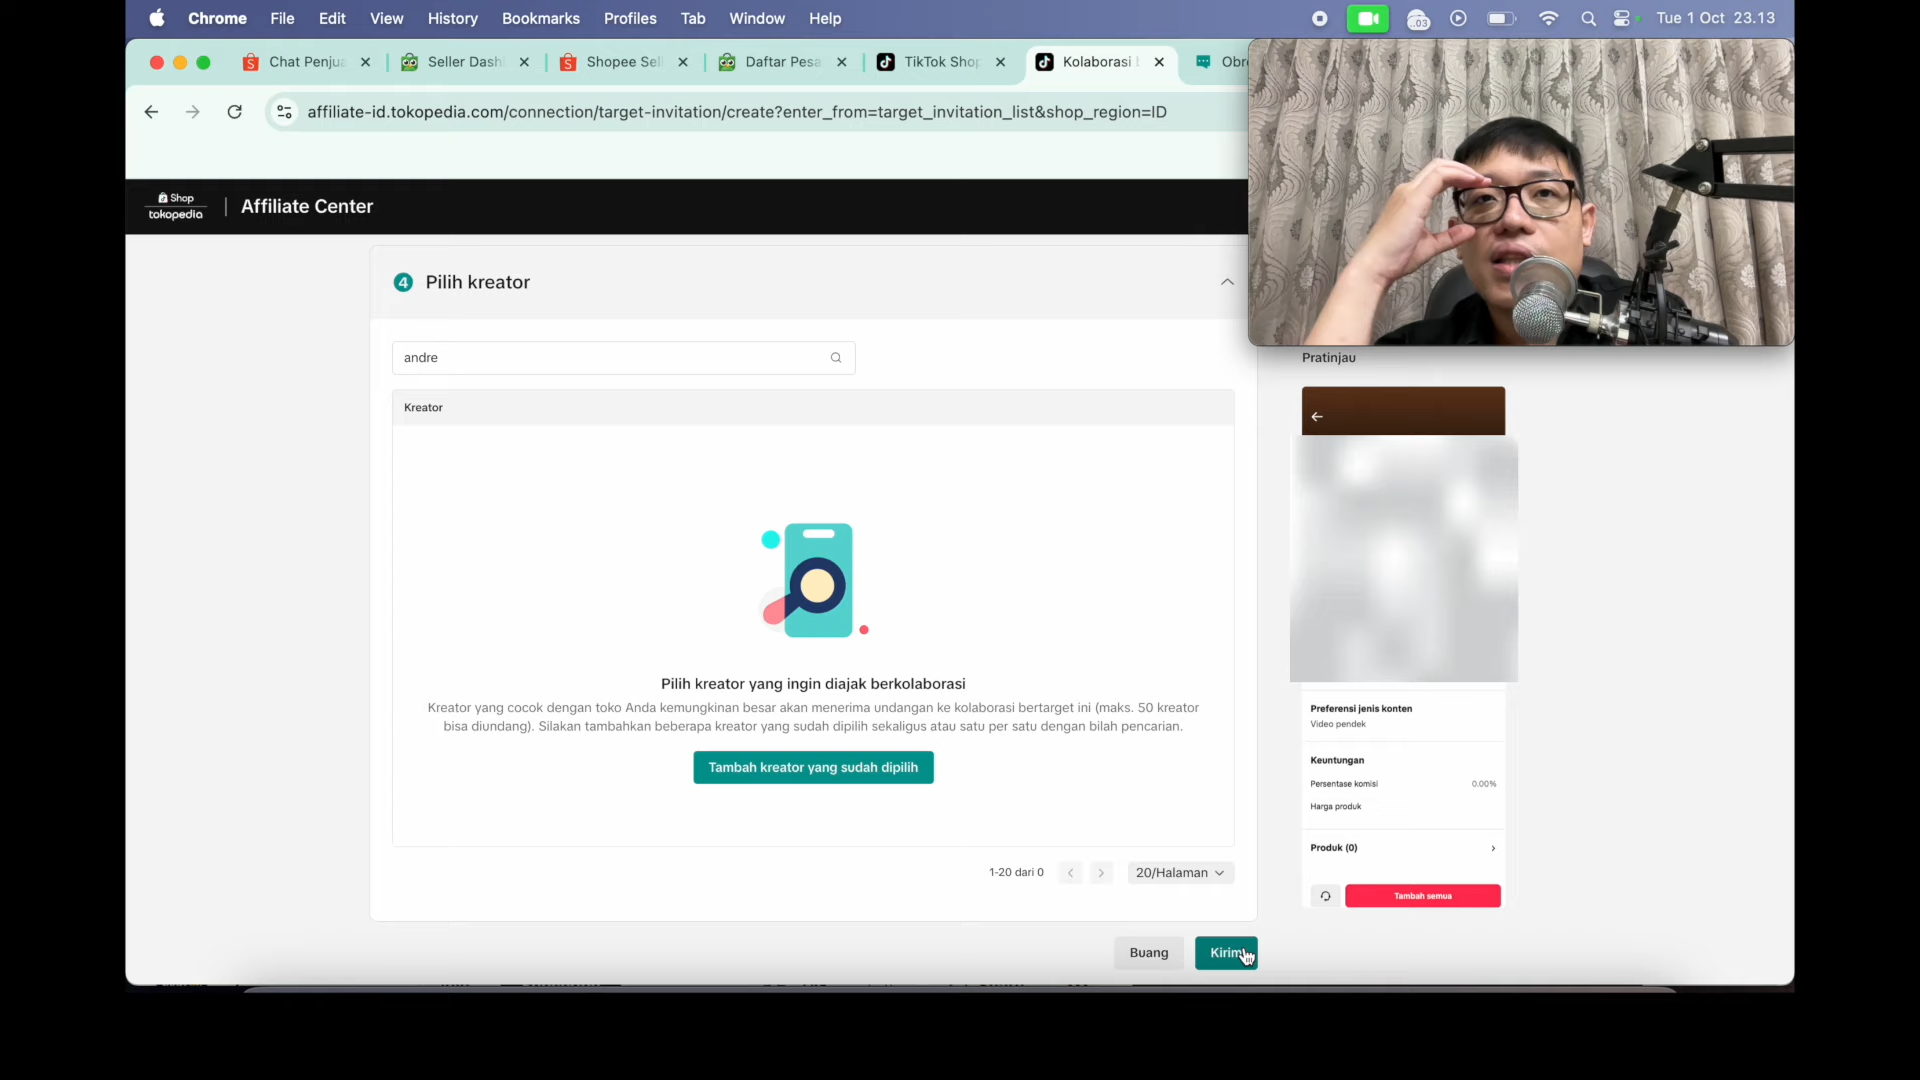 Chrome File Edit View History Bookmarks Profiles Tab Window Help
.03
Tue 1 Oct 23.13
Chat Penjua
Seller Dash
Shopee Sel
Daftar Pesa
TikTok Shop
Kolaborasi
Obro
affiliate-id.tokopedia.com/connection/target-invitation/create?enter_from=target_invitation_list&shop_region=ID
Shop
tokopedia
Affiliate Center
4 Pilih kreator
andre
Kreator
Pilih kreator yang ingin diajak berkolaborasi
Kreator yang cocok dengan toko Anda kemungkinan besar akan menerima undangan ke kolaborasi bertarget ini (maks. 50 kreator
bisa diundang). Silakan tambahkan beberapa kreator yang sudah dipilih sekaligus atau satu per satu dengan bilah pencarian.
Tambah kreator yang sudah dipilih
1-20 dari 0
20/Halaman
Buang
Kirim
Pratinjau
Preferensi jenis konten
Video pendek
Keuntungan
Persentase komisi 0.00%
Harga produk
Produk (0)
Tambah semua